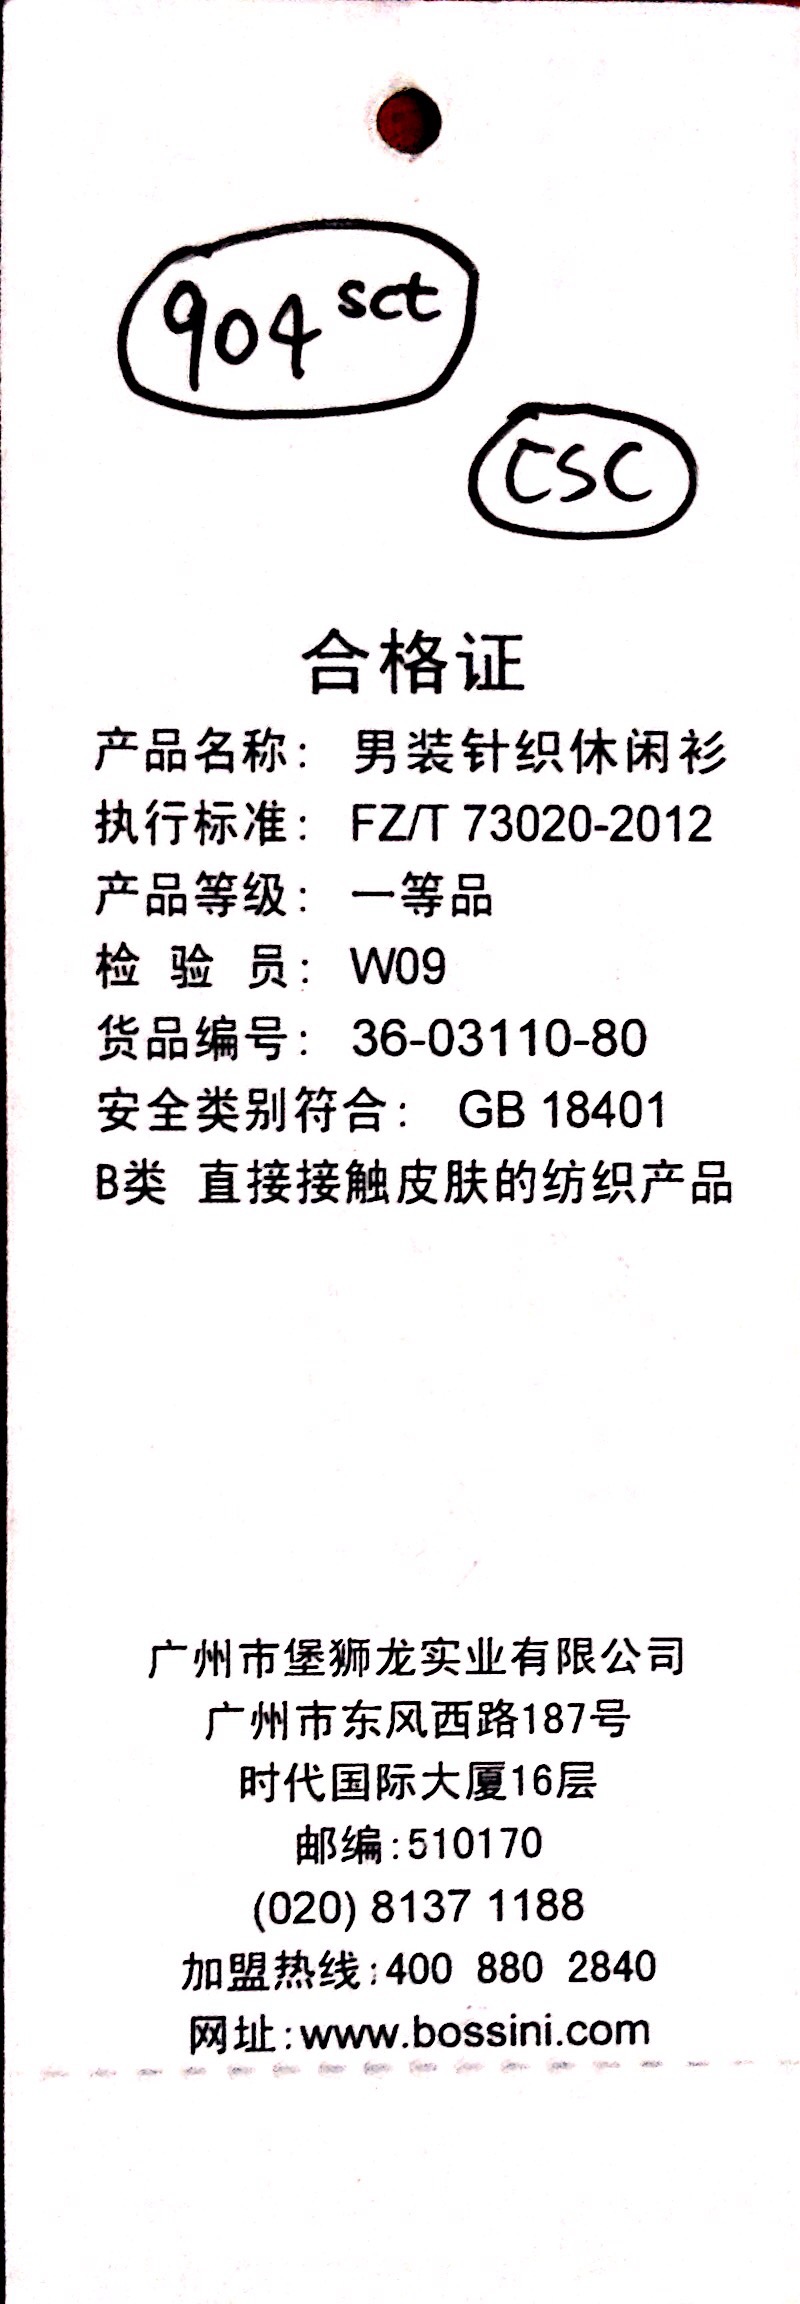 904 sct
CSC
合格证
产品名称: 男装针织休闲衫
执行标准: FZ/T 73020-2012
产品等级: 一等品
检 验 员: W09
货品编号: 36-03110-80
安全类别符合: GB 18401
B类 直接接触皮肤的纺织产品
广州市堡狮龙实业有限公司
广州市东风西路187号
时代国际大厦16层
邮编:510170
(020) 8137 1188
加盟热线:400 880 2840
网址:www.bossini.com